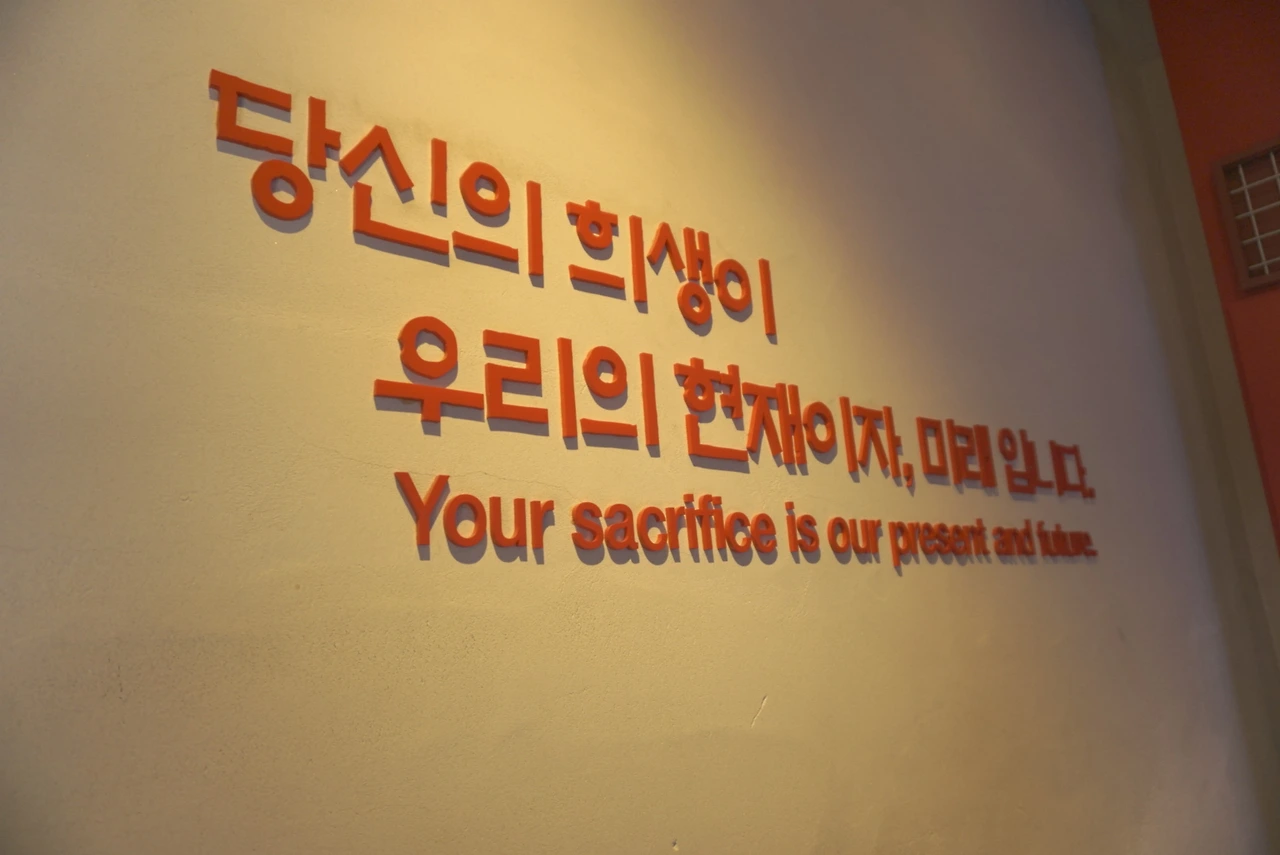 당신의 희생이
우리의 현재이자, 미래 입니다.
Your sacrifice is our present and future.